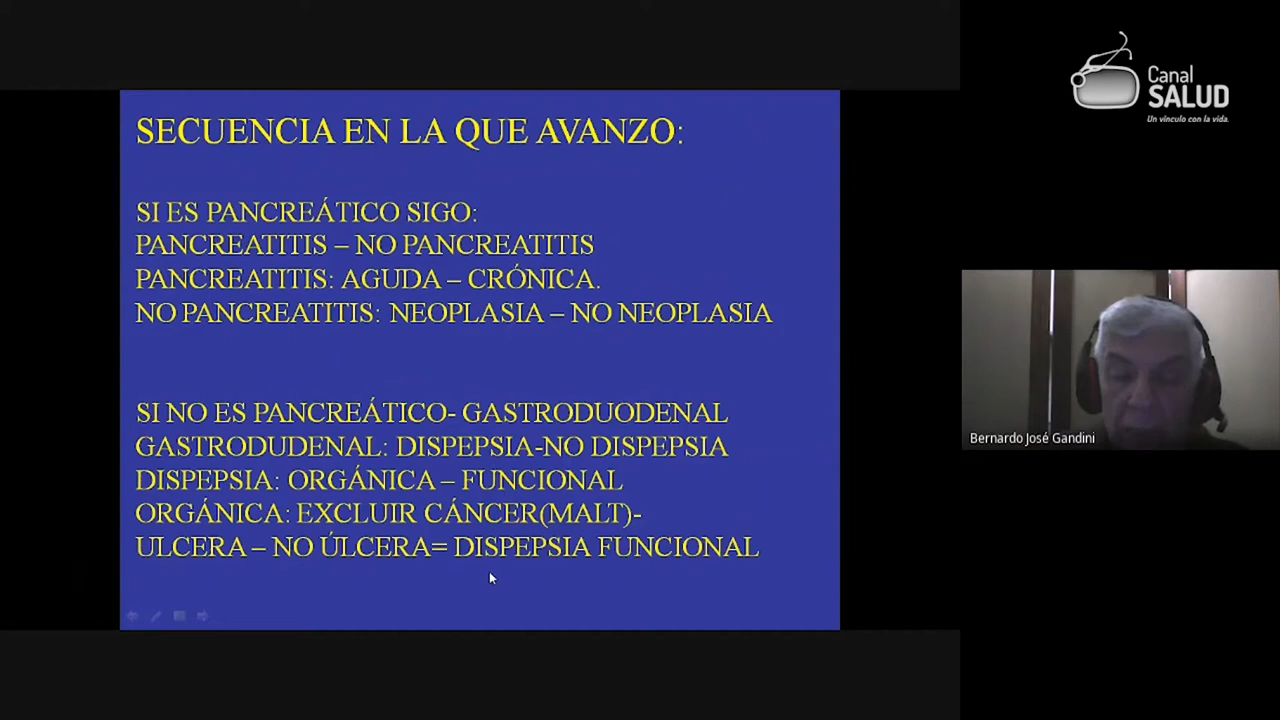 SECUENCIA EN LA QUE AVANZO:
SI ES PANCREÁTICO SIGO:
PANCREATITIS – NO PANCREATITIS
PANCREATITIS: AGUDA – CRÓNICA.
NO PANCREATITIS: NEOPLASIA – NO NEOPLASIA
SI NO ES PANCREÁTICO- GASTRODUODENAL
GASTRODUDENAL: DISPEPSIA-NO DISPEPSIA
DISPEPSIA: ORGÁNICA – FUNCIONAL
ORGÁNICA: EXCLUIR CÁNCER(MALT)-
ULCERA – NO ÚLCERA= DISPEPSIA FUNCIONAL
Canal
SALUD
Un vínculo con la vida.
Bernardo José Gandini